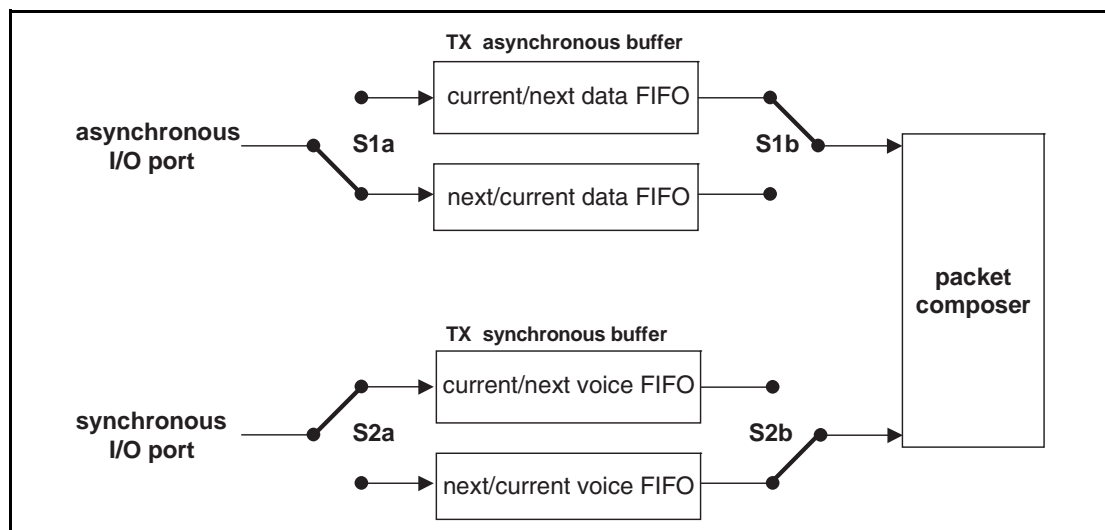 TX asynchronous buffer
current/next data FIFO
asynchronous
I/O port
S1a
S1b
next/current data FIFO
packet
composer
TX synchronous buffer
current/next voice FIFO
synchronous
I/O port
S2a
S2b
next/current voice FIFO